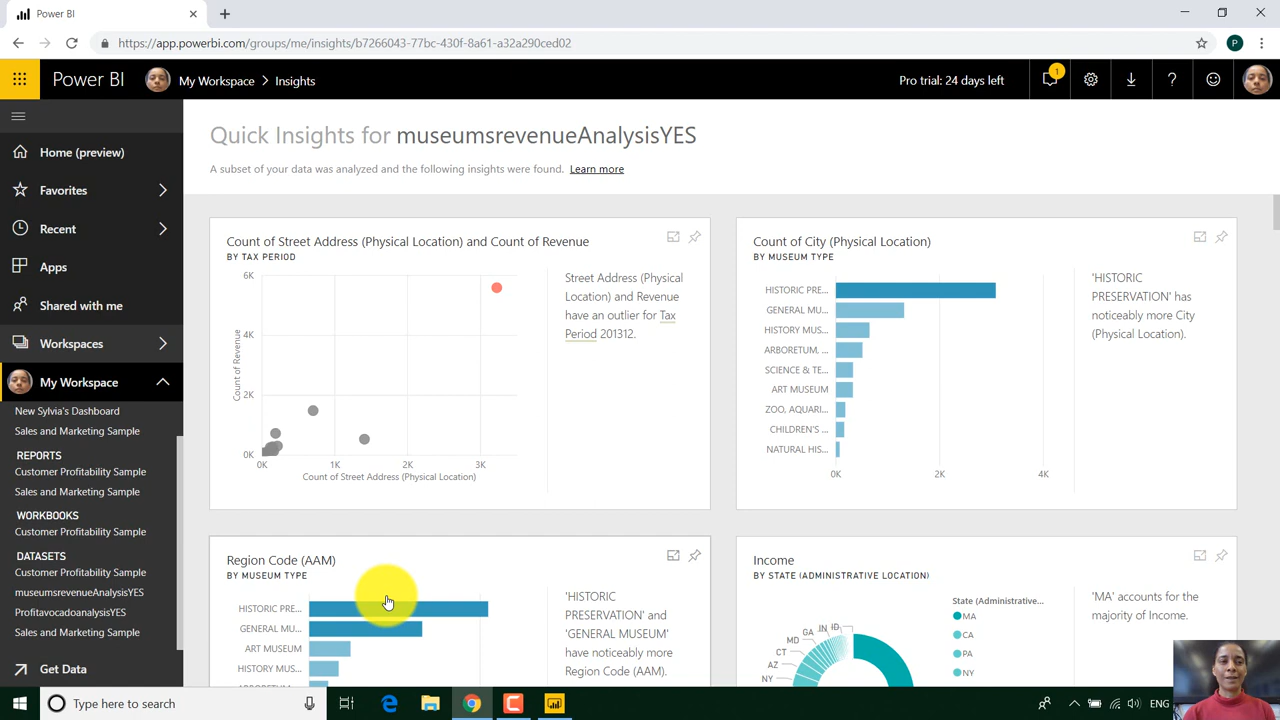 Power BI
https://app.powerbi.com/groups/me/insights/b7266043-77bc-430f-8a61-a32a290ced02
P
Power BI
My Workspace > Insights
Pro trial: 24 days left
1
Home (preview)
Favorites
Recent
Apps
Shared with me
Workspaces
My Workspace
New Sylvia's Dashboard
Sales and Marketing Sample
REPORTS
Customer Profitability Sample
Sales and Marketing Sample
WORKBOOKS
Customer Profitability Sample
DATASETS
Customer Profitability Sample
museumsrevenueAnalysisYES
ProfitavocadoanalysisYES
Sales and Marketing Sample
Get Data
Quick Insights for museumsrevenueAnalysisYES
A subset of your data was analyzed and the following insights were found. Learn more
Count of Street Address (Physical Location) and Count of Revenue
BY TAX PERIOD
6K
4K
2K
0K
Count of Revenue
0K 1K 2K 3K
Count of Street Address (Physical Location)
Street Address (Physical
Location) and Revenue
have an outlier for Tax
Period 201312.
Count of City (Physical Location)
BY MUSEUM TYPE
HISTORIC PRE...
GENERAL MU...
HISTORY MUS...
ARBORETUM, ...
SCIENCE & TE...
ART MUSEUM
ZOO, AQUARI...
CHILDREN'S ...
NATURAL HIS...
0K 2K 4K
'HISTORIC
PRESERVATION' has
noticeably more City
(Physical Location).
Region Code (AAM)
BY MUSEUM TYPE
HISTORIC PRE...
GENERAL MU...
ART MUSEUM
HISTORY MUS...
'HISTORIC
PRESERVATION' and
'GENERAL MUSEUM'
have noticeably more
Region Code (AAM).
Income
BY STATE (ADMINISTRATIVE LOCATION)
GA IN ID
MD
CT
AZ
NY
State (Administrative...
MA
CA
PA
NY
'MA' accounts for the
majority of Income.
Type here to search
ENG